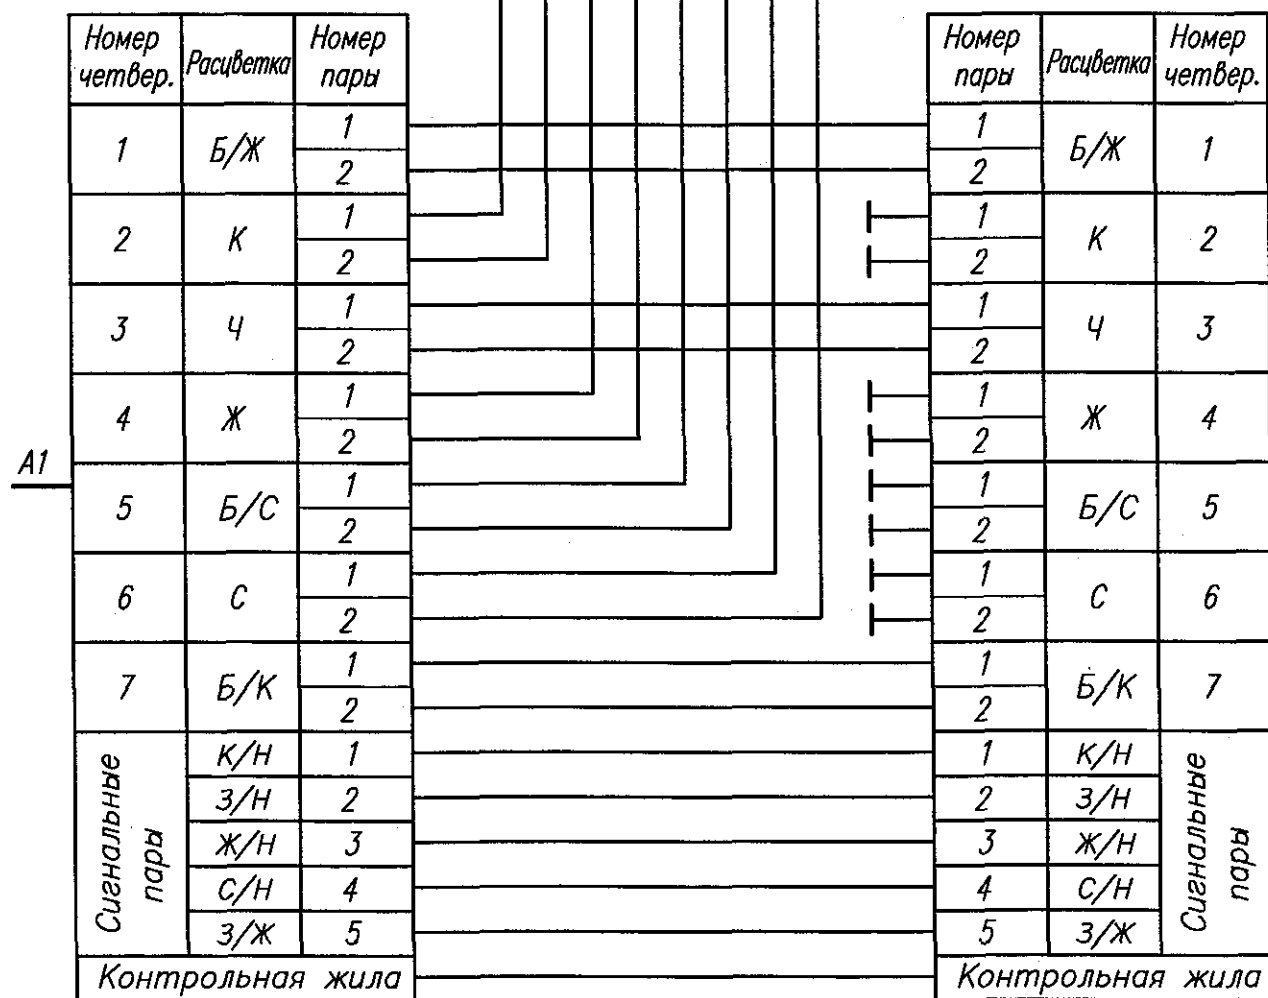 Номер четвер. Расцветка Номер пары
1 Б/Ж 1
2
2 К 1
2
3 Ч 1
2
4 Ж 1
2
А1
5 Б/С 1
2
6 С 1
2
7 Б/К 1
2
Сигнальные пары
К/Н 1
З/Н 2
Ж/Н 3
С/Н 4
З/Ж 5
Контрольная жила
Номер пары Расцветка Номер четвер.
1 Б/Ж 1
2
1 К 2
2
1 Ч 3
2
1 Ж 4
2
1 Б/С 5
2
1 С 6
2
1 Б/К 7
2
1 К/Н
2 З/Н
3 Ж/Н
4 С/Н
5 З/Ж
Сигнальные пары
Контрольная жила